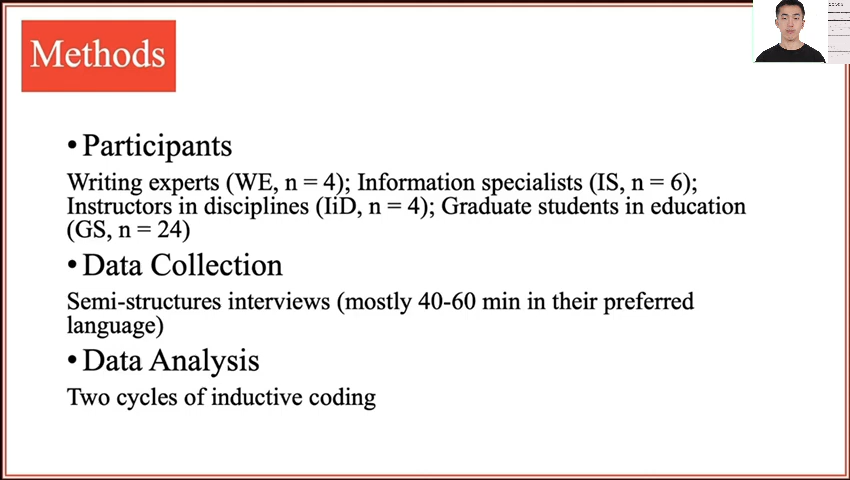 Methods
• Participants
Writing experts (WE, n = 4); Information specialists (IS, n = 6);
Instructors in disciplines (IiD, n = 4); Graduate students in education
(GS, n = 24)
• Data Collection
Semi-structures interviews (mostly 40-60 min in their preferred
language)
• Data Analysis
Two cycles of inductive coding